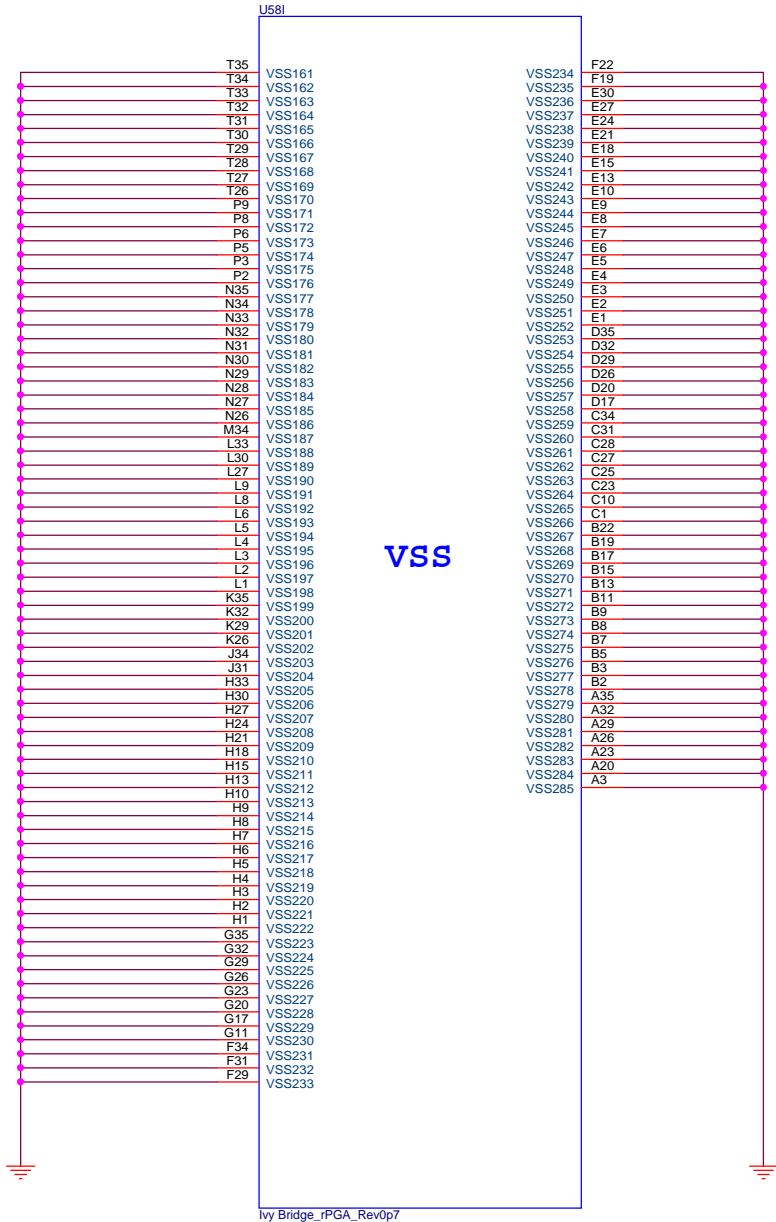 U58I
T35 VSS161 VSS234 F22
T34 VSS162 VSS235 F19
T33 VSS163 VSS236 E30
T32 VSS164 VSS237 E27
T31 VSS165 VSS238 E24
T30 VSS166 VSS239 E21
T29 VSS167 VSS240 E18
T28 VSS168 VSS241 E15
T27 VSS169 VSS242 E13
T26 VSS170 VSS243 E10
P9 VSS171 VSS244 E9
P8 VSS172 VSS245 E8
P6 VSS173 VSS246 E7
P5 VSS174 VSS247 E6
P3 VSS175 VSS248 E5
P2 VSS176 VSS249 E4
N35 VSS177 VSS250 E3
N34 VSS178 VSS251 E2
N33 VSS179 VSS252 E1
N32 VSS180 VSS253 D35
N31 VSS181 VSS254 D32
N30 VSS182 VSS255 D29
N29 VSS183 VSS256 D26
N28 VSS184 VSS257 D20
N27 VSS185 VSS258 D17
N26 VSS186 VSS259 C34
M34 VSS187 VSS260 C31
L33 VSS188 VSS261 C28
L30 VSS189 VSS262 C27
L27 VSS190 VSS263 C25
L9 VSS191 VSS264 C23
L8 VSS192 VSS265 C10
L6 VSS193 VSS266 C1
L5 VSS194 VSS267 B22
L4 VSS195 VSS268 B19
VSS
L3 VSS196 VSS269 B17
L2 VSS197 VSS270 B15
L1 VSS198 VSS271 B13
K35 VSS199 VSS272 B11
K32 VSS200 VSS273 B9
K29 VSS201 VSS274 B8
K26 VSS202 VSS275 B7
J34 VSS203 VSS276 B5
J31 VSS204 VSS277 B3
H33 VSS205 VSS278 B2
H30 VSS206 VSS279 A35
H27 VSS207 VSS280 A32
H24 VSS208 VSS281 A29
H21 VSS209 VSS282 A26
H18 VSS210 VSS283 A23
H15 VSS211 VSS284 A20
H13 VSS212 VSS285 A3
H10 VSS213
H9 VSS214
H8 VSS215
H7 VSS216
H6 VSS217
H5 VSS218
H4 VSS219
H3 VSS220
H2 VSS221
H1 VSS222
G35 VSS223
G32 VSS224
G29 VSS225
G26 VSS226
G23 VSS227
G20 VSS228
G17 VSS229
G11 VSS230
F34 VSS231
F31 VSS232
F29 VSS233
Ivy Bridge_rPGA_Rev0p7